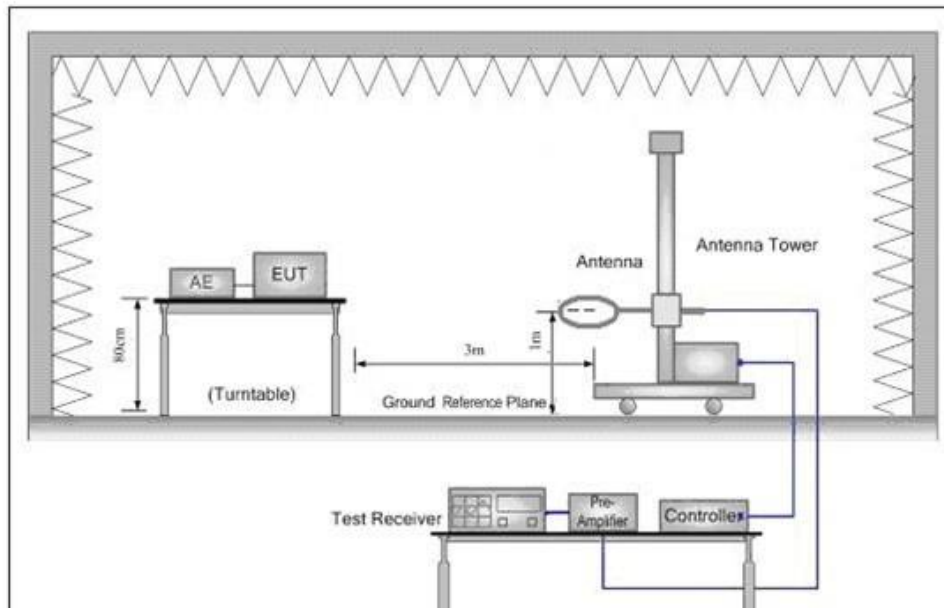 Antenna Tower
Antenna
AE
EUT
80cm
3m
1m
(Turntable)
Ground Reference Plane
Test Receiver
Pre-
Amplifier
Controller